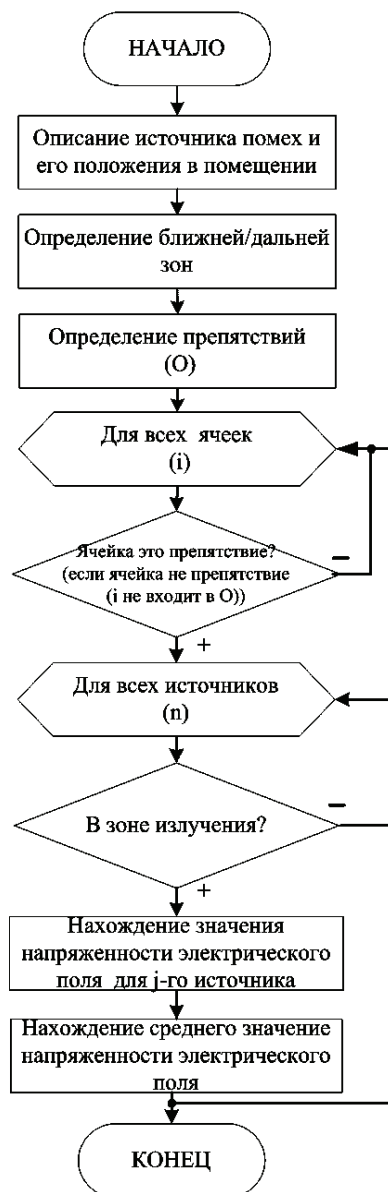 НАЧАЛО
Описание источника помех и
его положения в помещении
Определение ближней/дальней
зон
Определение препятствий
(О)
Для всех ячеек
(i)
Ячейка это препятствие?
(если ячейка не препятствие
(i не входит в О))
−
+
Для всех источников
(n)
В зоне излучения?
−
+
Нахождение значения
напряженности электрического
поля для j-го источника
Нахождение среднего значение
напряженности электрического
поля
КОНЕЦ